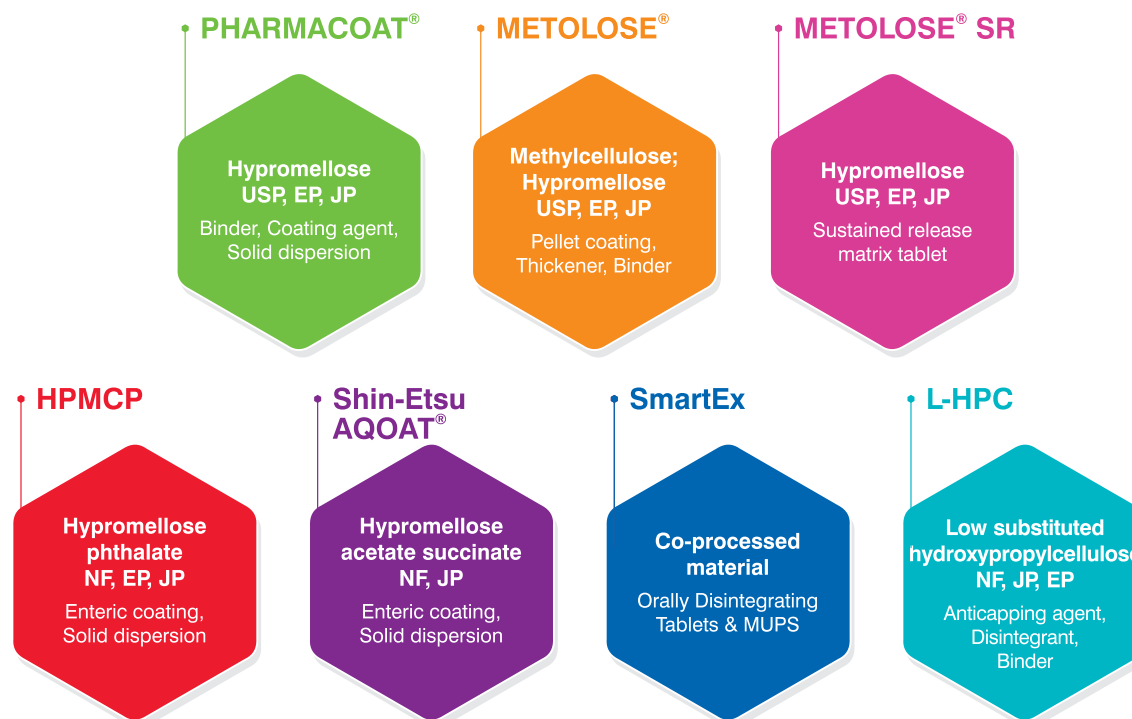 PHARMACOAT®
Hypromellose
USP, EP, JP
Binder, Coating agent,
Solid dispersion
METOLOSE®
Methylcellulose;
Hypromellose
USP, EP, JP
Pellet coating,
Thickener, Binder
METOLOSE® SR
Hypromellose
USP, EP, JP
Sustained release
matrix tablet
HPMCP
Hypromellose
phthalate
NF, EP, JP
Enteric coating,
Solid dispersion
Shin-Etsu
AQOAT®
Hypromellose
acetate succinate
NF, JP
Enteric coating,
Solid dispersion
SmartEx
Co-processed
material
Orally Disintegrating
Tablets & MUPS
L-HPC
Low substituted
hydroxypropylcellulose
NF, JP, EP
Anticapping agent,
Disintegrant,
Binder